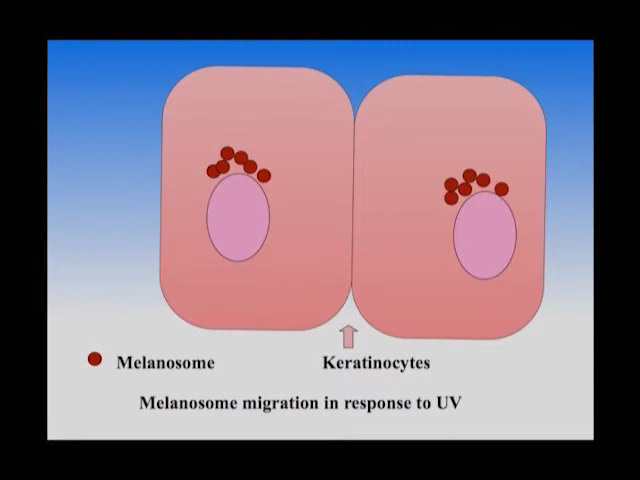 Melanosome
Keratinocytes
Melanosome migration in response to UV